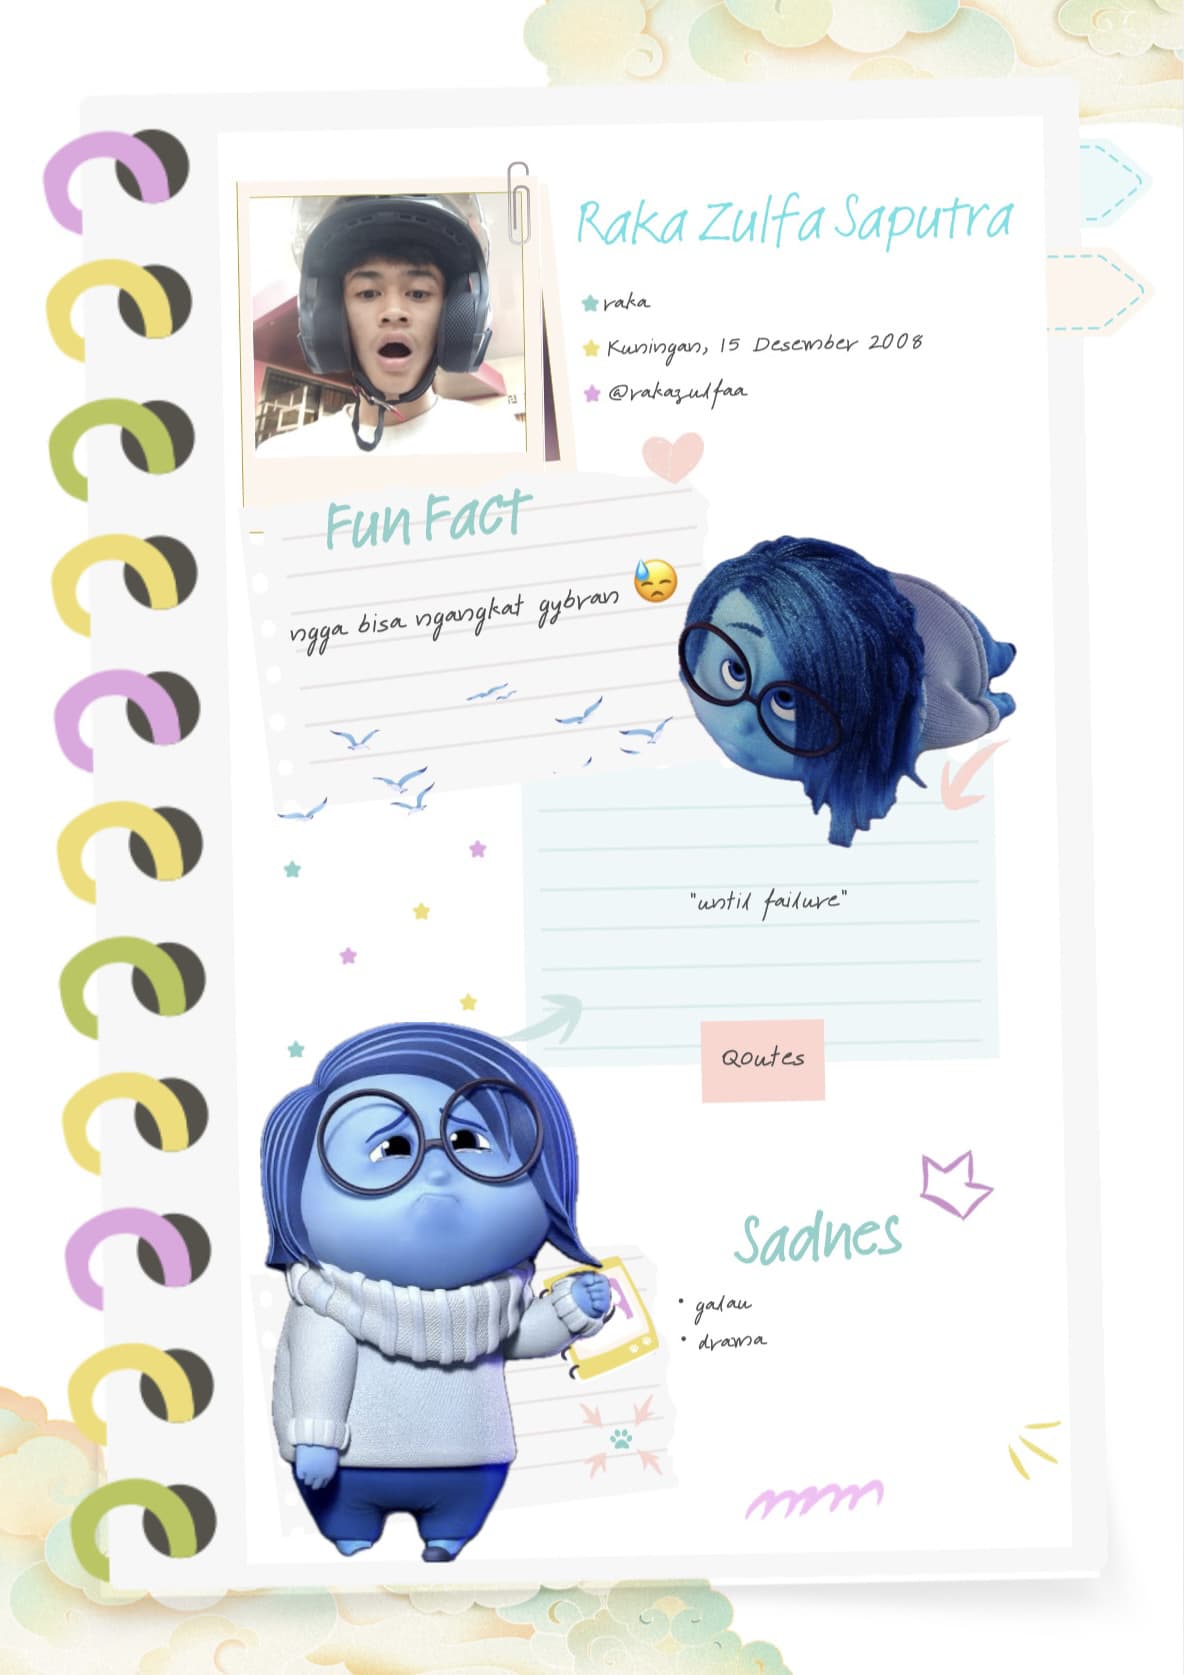 Raka Zulfa Saputra
raka
Kuningan, 15 Desember 2008
@rakazulfaa
Fun Fact
ngga bisa ngangkat gybran 😓
"until failure"
Qoutes
Sadnes
• galau
• drama